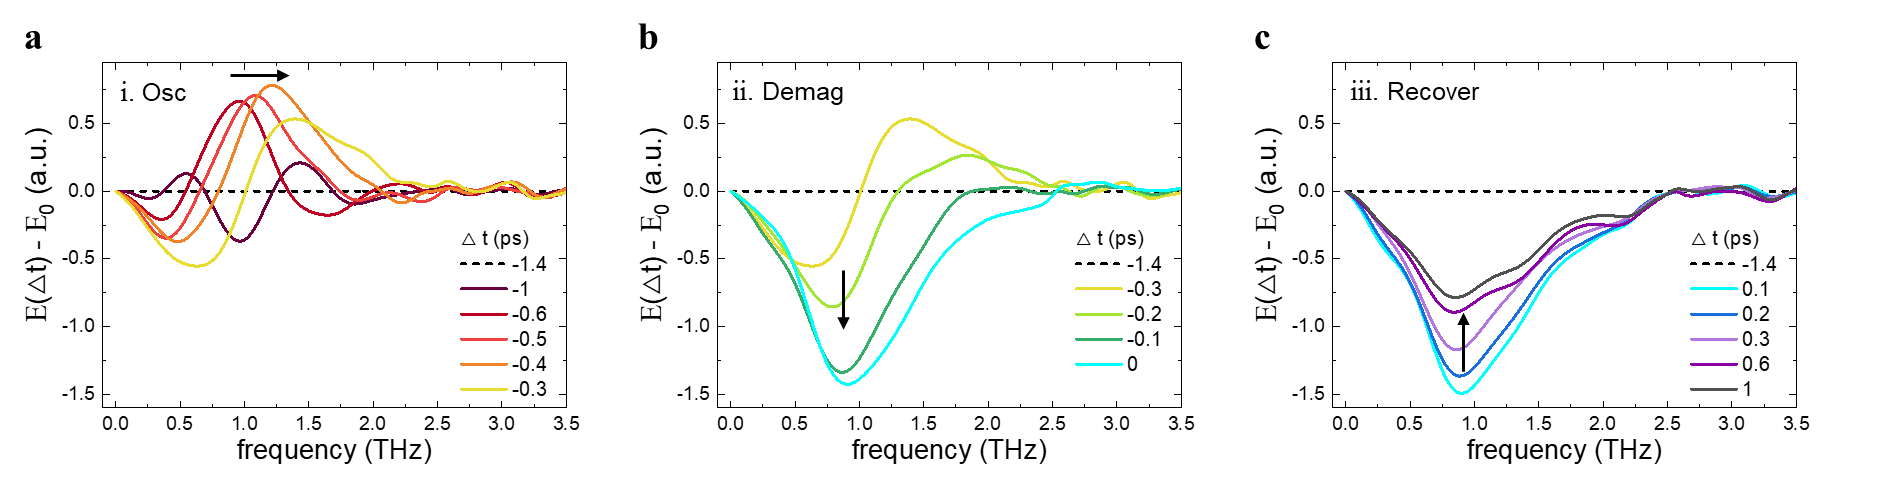 a
i. Osc
0.5
0.0
-0.5
-1.0
-1.5
E(△t) - E0 (a.u.)
△ t (ps)
-1.4
-1
-0.6
-0.5
-0.4
-0.3
0.0 0.5 1.0 1.5 2.0 2.5 3.0 3.5
frequency (THz)
b
ii. Demag
0.5
0.0
-0.5
-1.0
-1.5
E(△t) - E0 (a.u.)
△ t (ps)
-1.4
-0.3
-0.2
-0.1
0
0.0 0.5 1.0 1.5 2.0 2.5 3.0 3.5
frequency (THz)
c
iii. Recover
0.5
0.0
-0.5
-1.0
-1.5
E(△t) - E0 (a.u.)
△ t (ps)
-1.4
0.1
0.2
0.3
0.6
1
0.0 0.5 1.0 1.5 2.0 2.5 3.0 3.5
frequency (THz)